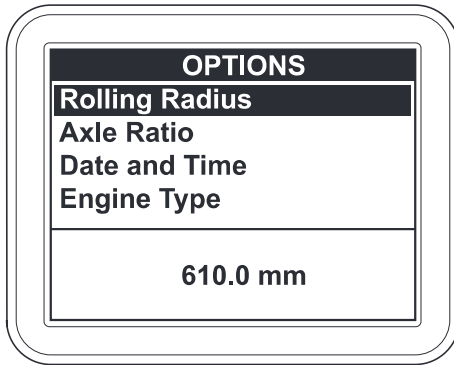 OPTIONS
Rolling Radius
Axle Ratio
Date and Time
Engine Type
610.0 mm